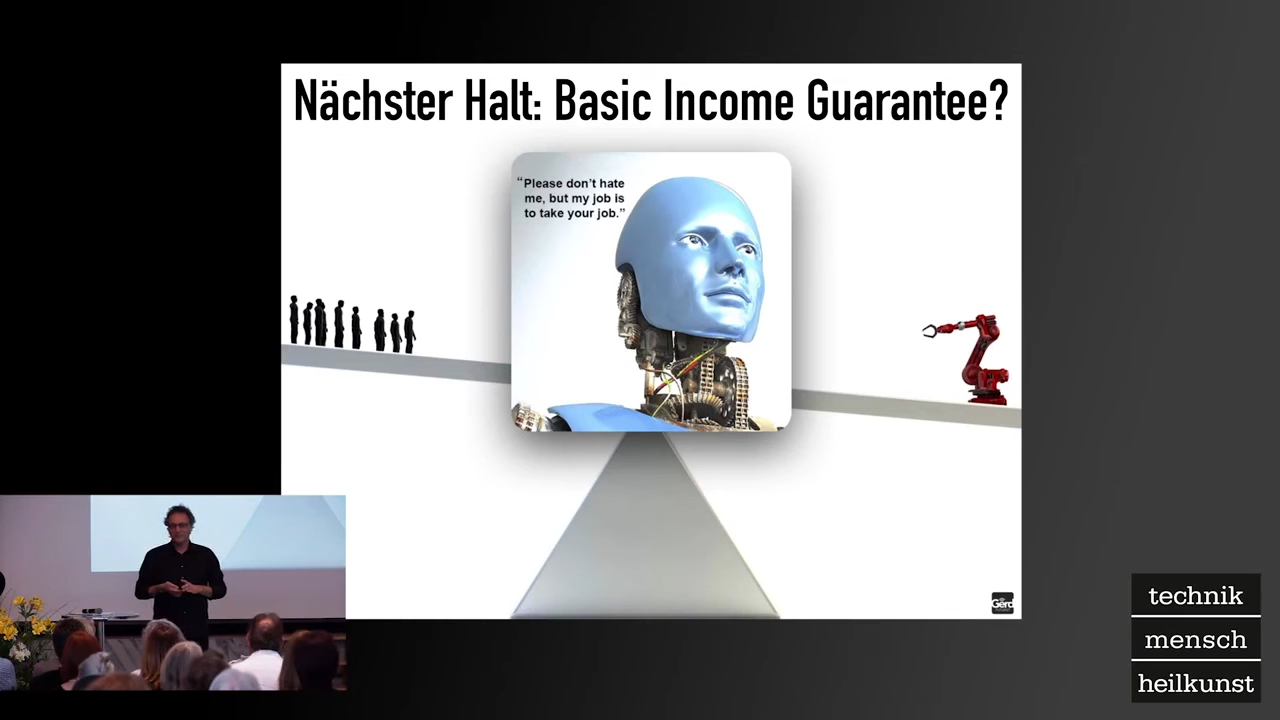 Nächster Halt: Basic Income Guarantee?
“Please don’t hate
me, but my job is
to take your job.”
Gerd
technik
mensch
heilkunst